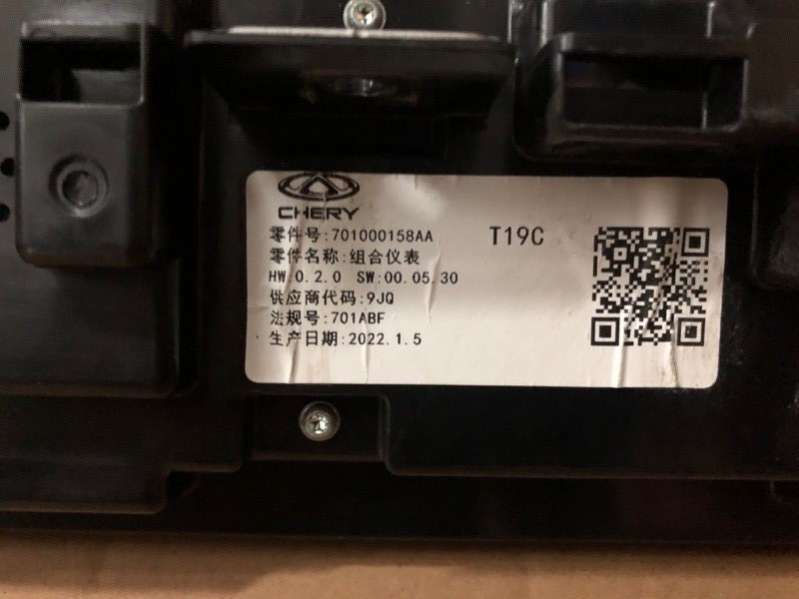 CHERY
零件号:701000158AA T19C
零件名称:组合仪表
HW:0.2.0 SW:00.05.30
供应商代码:9JQ
法规号:701ABF
生产日期:2022.1.5